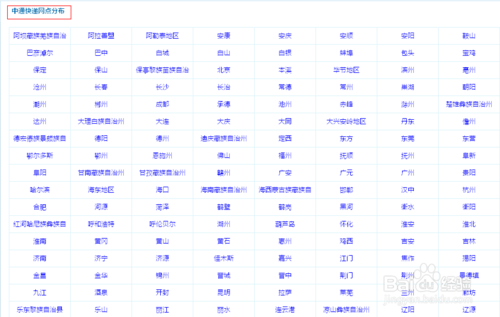 中通快递网点分布
阿坝藏族羌族自治 阿拉善盟 阿勒泰地区 安康 安庆 安顺 安阳 鞍山
巴彦淖尔 巴中 白城 白山 白银 蚌埠 包头 宝鸡
保定 保山 保亭黎族苗族自治 北京 本溪 毕节地区 滨州 亳州
沧州 长春 长沙 长治 常德 常州 巢湖 朝阳
潮州 郴州 成都 承德 池州 赤峰 楚雄彝族自治州
达州 大理白族自治州 大连 大庆 大同 大兴安岭地区 丹东 儋州
德宏傣族景颇族自 德阳 德州 迪庆藏族自治州 定西 东方 东莞 东营
鄂尔多斯 鄂州 恩施州 佛山 福州 抚顺 抚州 阜新
阜阳 甘南藏族自治州 甘孜藏族自治州 赣州 广安 广元 广州 贵阳
哈尔滨 海东地区 海口 海南藏族自治州 海西蒙古族藏族自 邯郸 汉中 杭州
合肥 河源 菏泽 鹤壁 鹤岗 黑河 衡水 衡阳
红河哈尼族彝族自 呼和浩特 呼伦贝尔 湖州 葫芦岛 怀化 淮安 淮北
淮南 黄冈 黄山 黄石 惠州 鸡西 吉安 吉林
济南 济宁 济源 佳木斯 嘉兴 江门 焦作 揭阳
金昌 金华 锦州 晋城 晋中 荆门 荆州 景德镇
九江 酒泉 开封 昆明 拉萨 莱芜 兰州 廊坊
乐东黎族自治县 乐山 丽江 丽水 连云港 凉山彝族自治州 辽阳 辽源
Baidu 经验